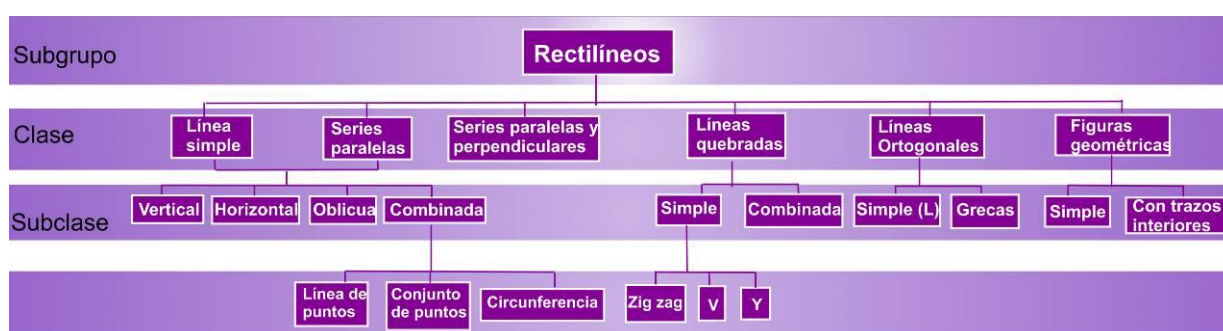 Subgrupo
Rectilíneos
Clase
Línea
simple
Series
paralelas
Series paralelas y
perpendiculares
Líneas
quebradas
Líneas
Ortogonales
Figuras
geométricas
Subclase
Vertical
Horizontal
Oblicua
Combinada
Simple
Combinada
Simple (L)
Grecas
Simple
Con trazos
interiores
Línea de
puntos
Conjunto
de puntos
Circunferencia
Zig zag
V
Y